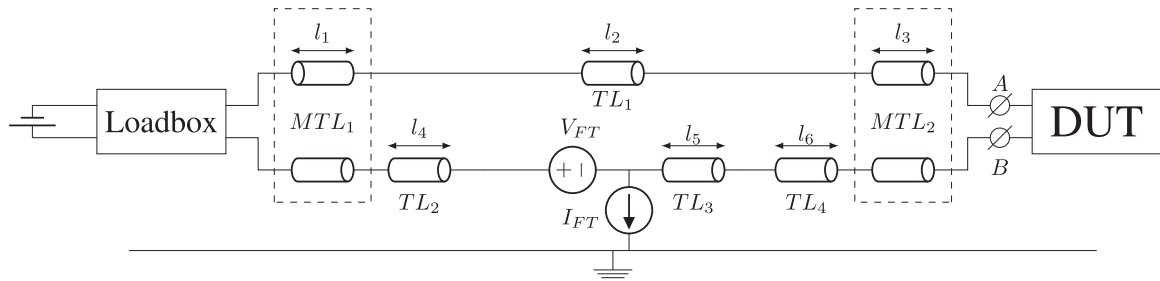 l1 l2 l3
A
Loadbox MTL1 TL1 MTL2 DUT
l4 VFT l5 l6
B
TL2 IFT TL3 TL4